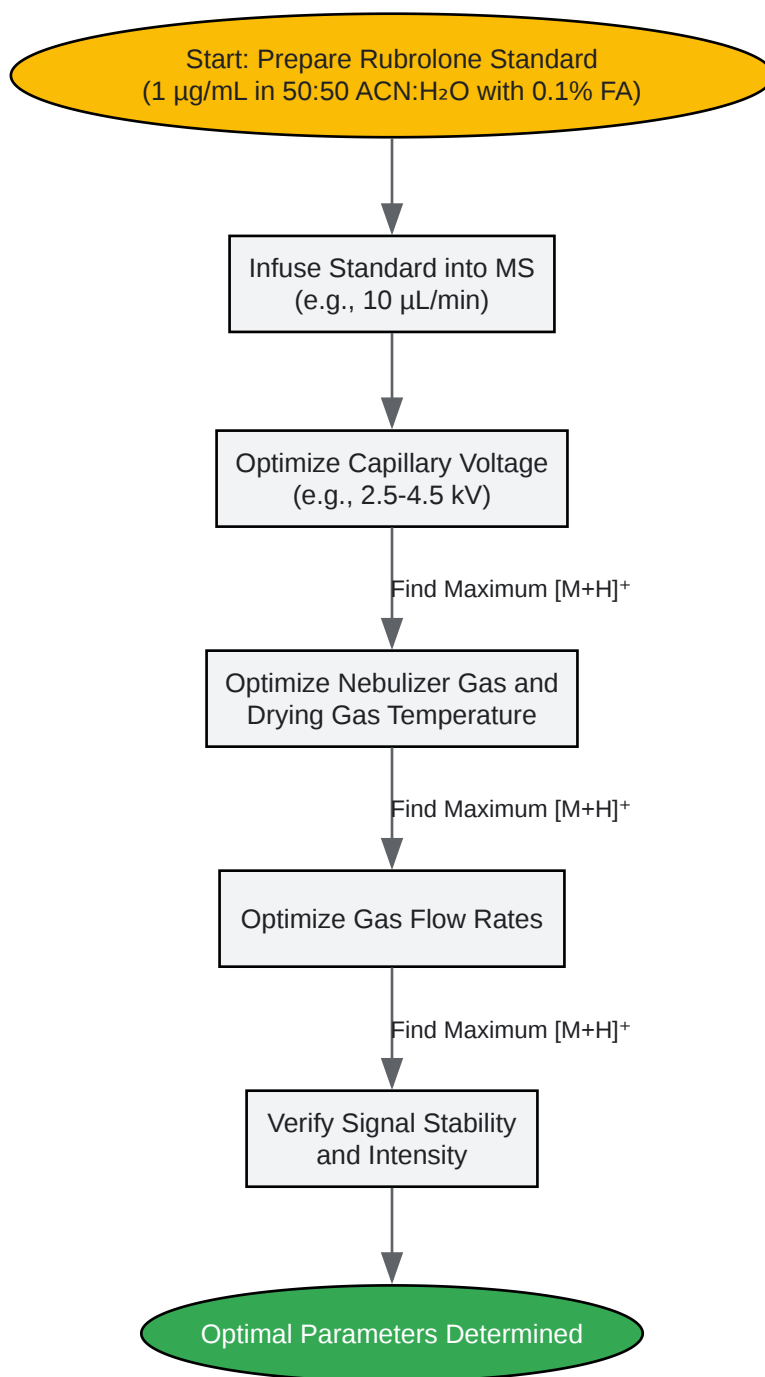 Start: Prepare Rubrolone Standard
(1 µg/mL in 50:50 ACN:H₂O with 0.1% FA)
Infuse Standard into MS
(e.g., 10 µL/min)
Optimize Capillary Voltage
(e.g., 2.5-4.5 kV)
Find Maximum [M+H]⁺
Optimize Nebulizer Gas and
Drying Gas Temperature
Find Maximum [M+H]⁺
Optimize Gas Flow Rates
Find Maximum [M+H]⁺
Verify Signal Stability
and Intensity
Optimal Parameters Determined